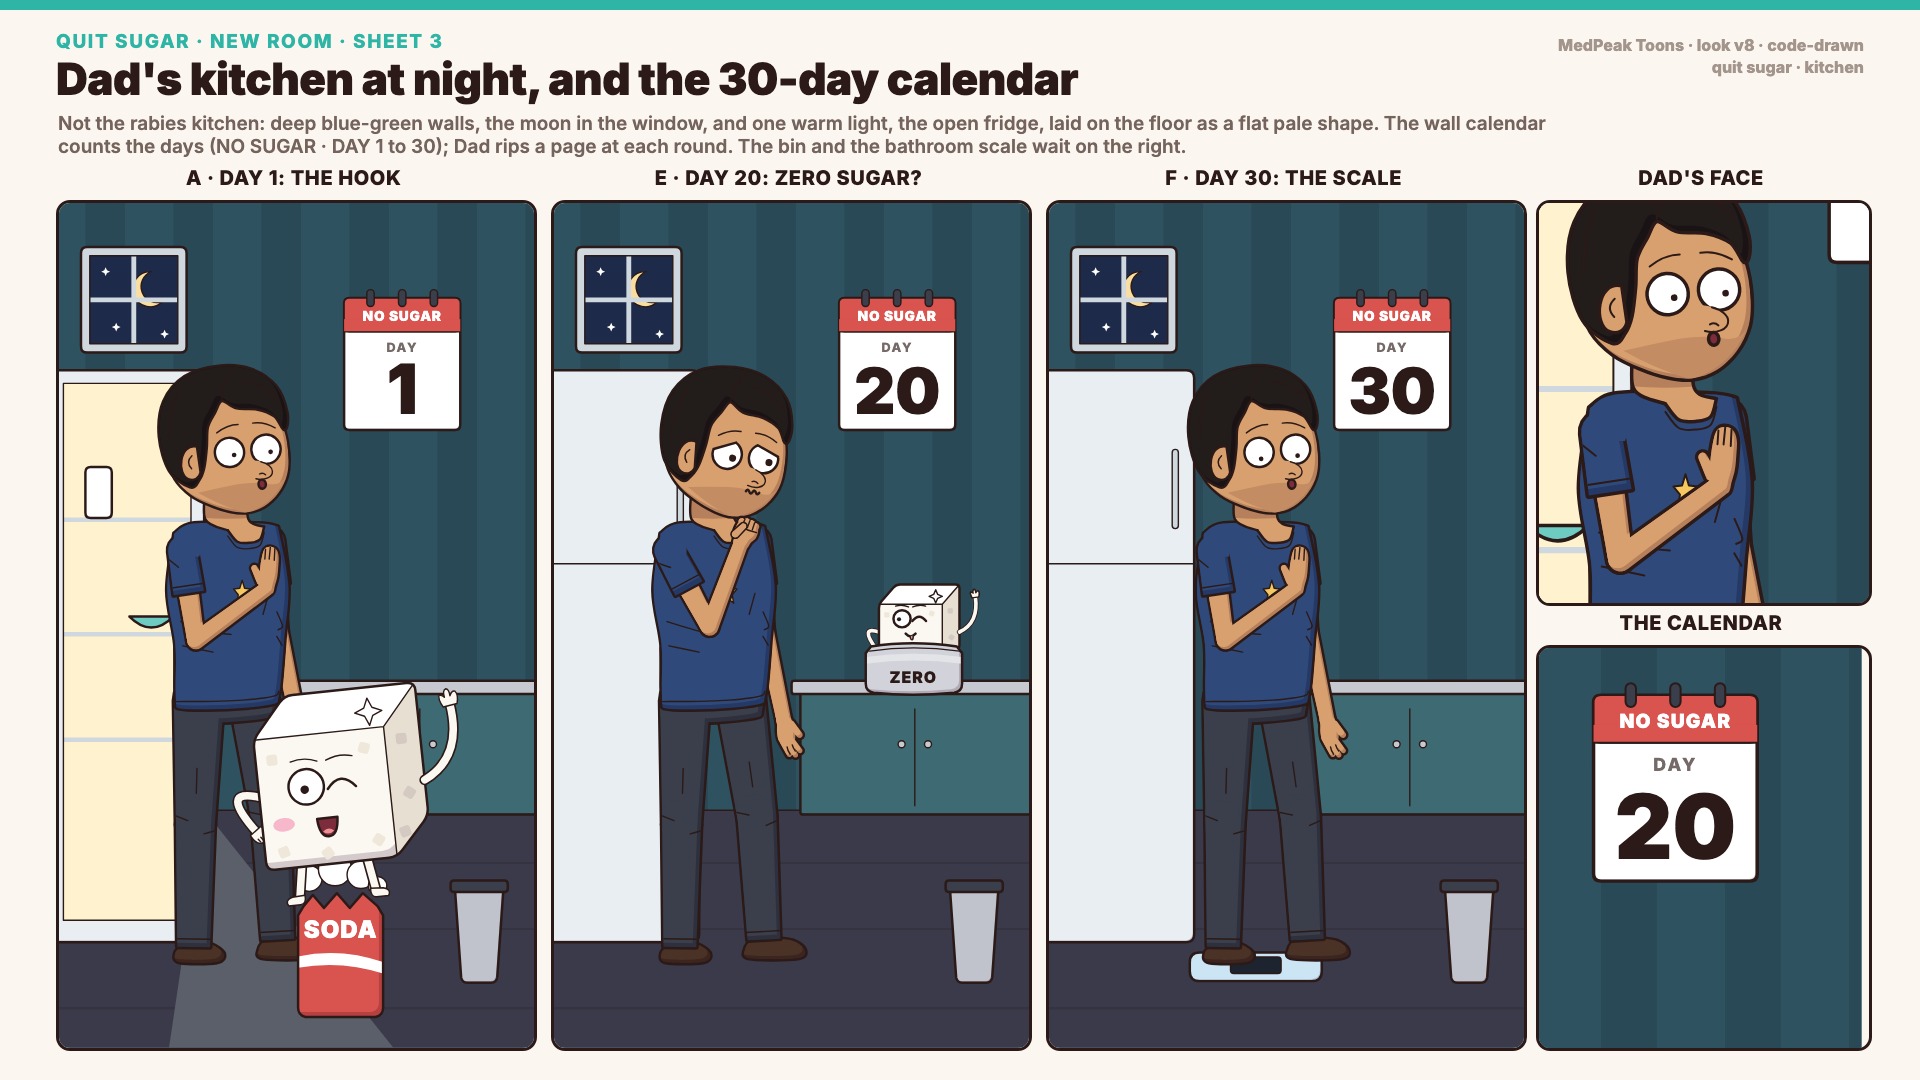 QUIT SUGAR · NEW ROOM · SHEET 3
MedPeak Toons · look v8 · code-drawn
quit sugar · kitchen
Dad's kitchen at night, and the 30-day calendar
Not the rabies kitchen: deep blue-green walls, the moon in the window, and one warm light, the open fridge, laid on the floor as a flat pale shape. The wall calendar
counts the days (NO SUGAR · DAY 1 to 30); Dad rips a page at each round. The bin and the bathroom scale wait on the right.
A · DAY 1: THE HOOK
NO SUGAR
DAY
1
SODA
E · DAY 20: ZERO SUGAR?
NO SUGAR
DAY
20
ZERO
F · DAY 30: THE SCALE
NO SUGAR
DAY
30
DAD'S FACE
THE CALENDAR
NO SUGAR
DAY
20